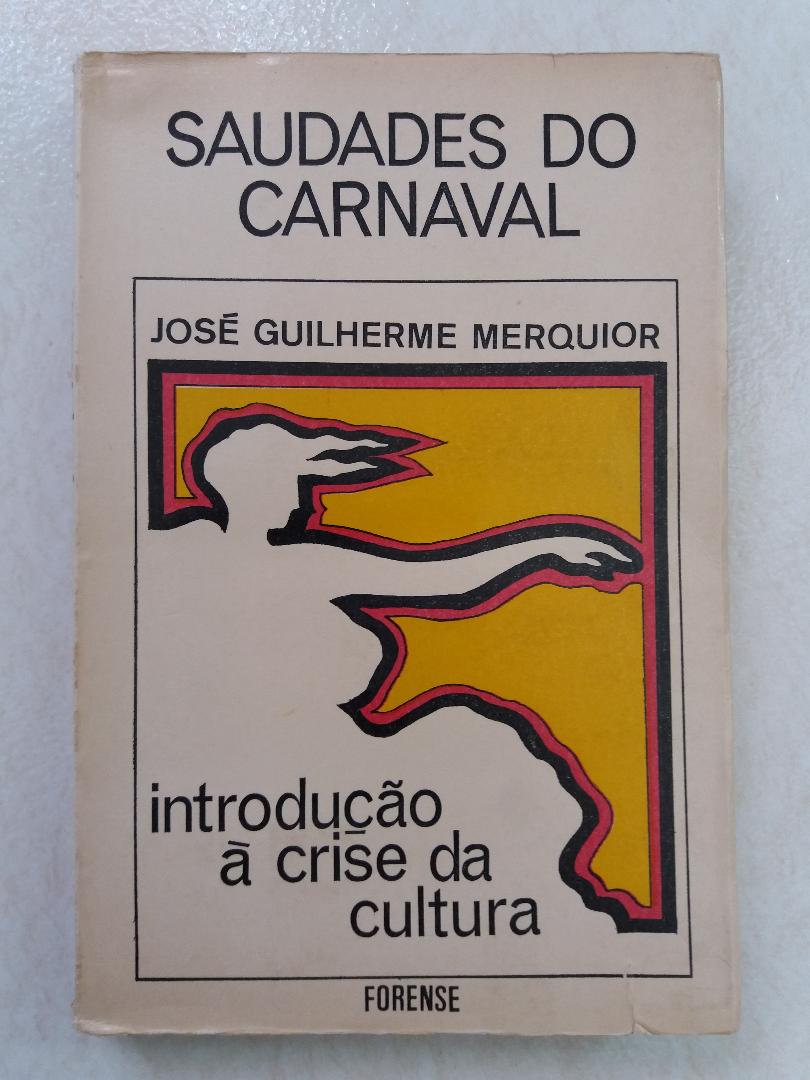 SAUDADES DO
CARNAVAL
JOSÉ GUILHERME MERQUIOR
introdução
à crise da
cultura
FORENSE